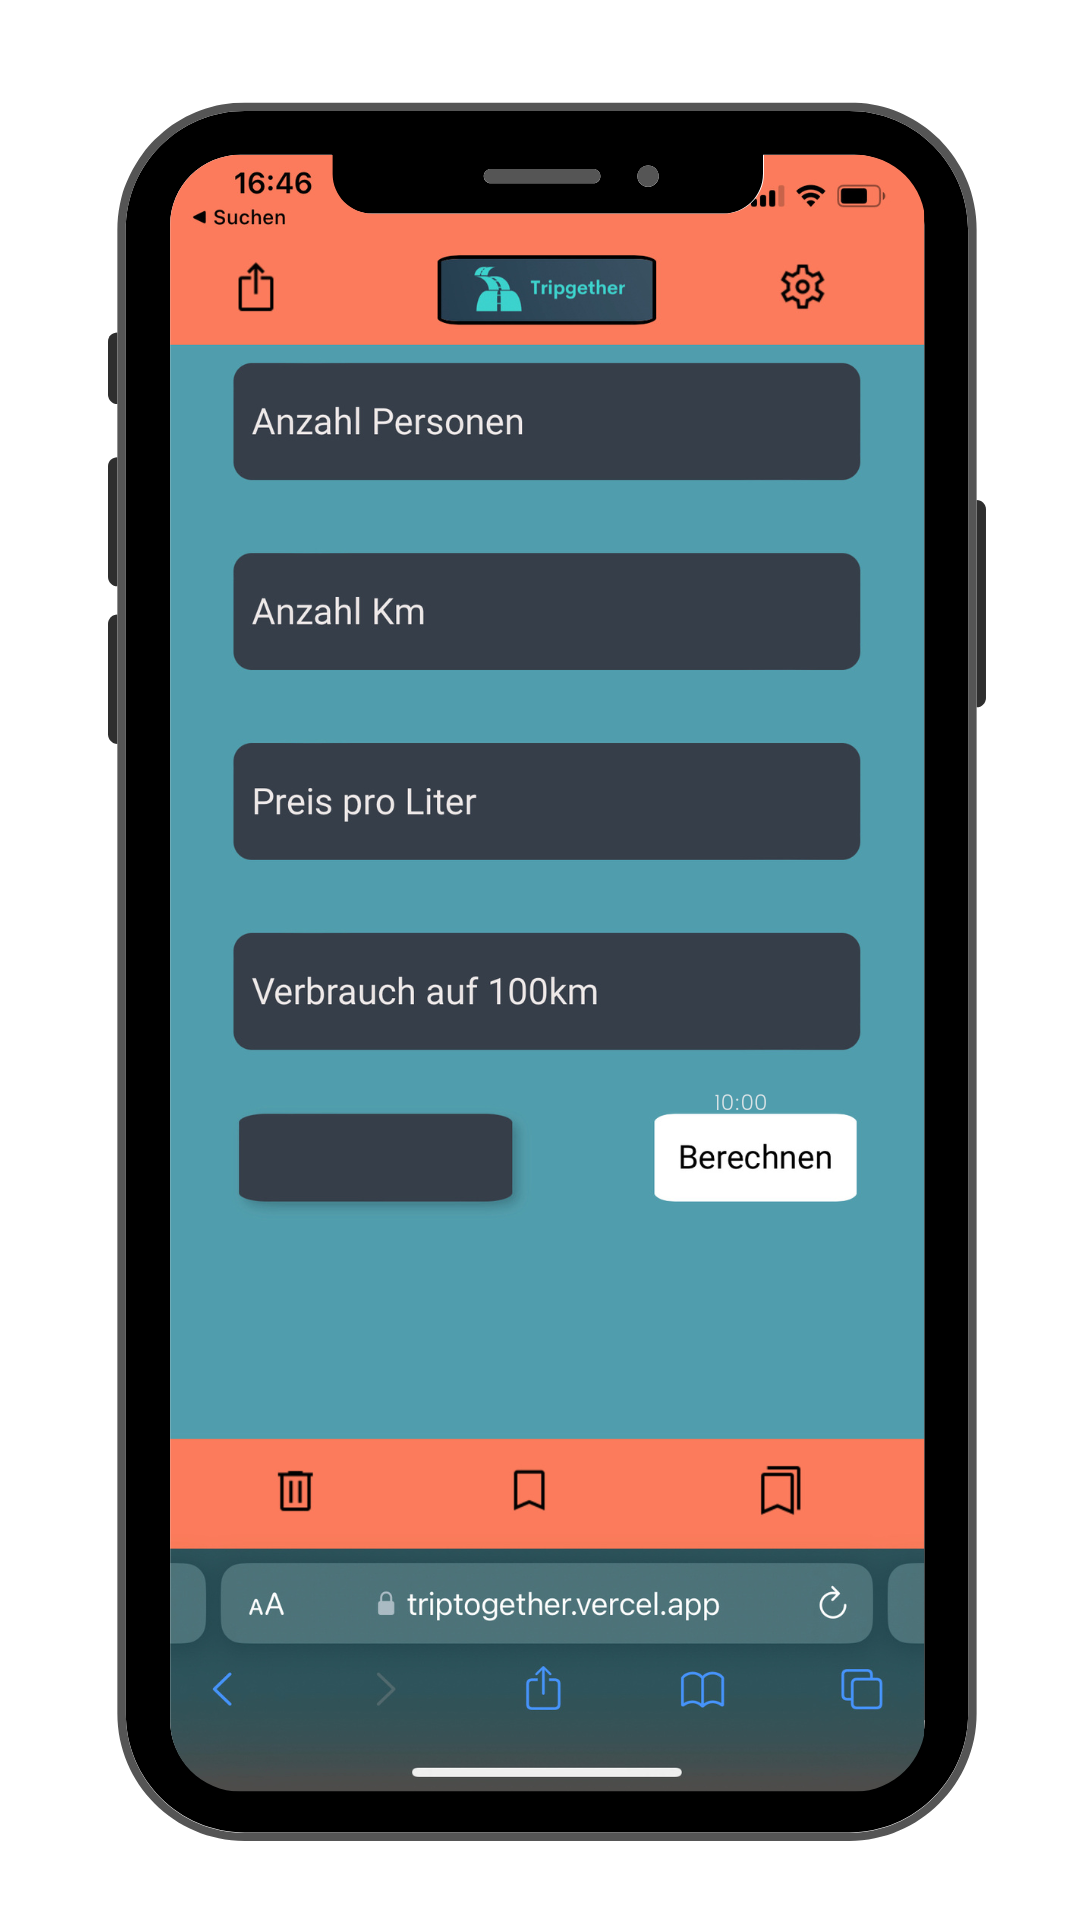 16:46
◀ Suchen
Tripgether
Anzahl Personen
Anzahl Km
Preis pro Liter
Verbrauch auf 100km
10:00
Berechnen
AA
triptogether.vercel.app